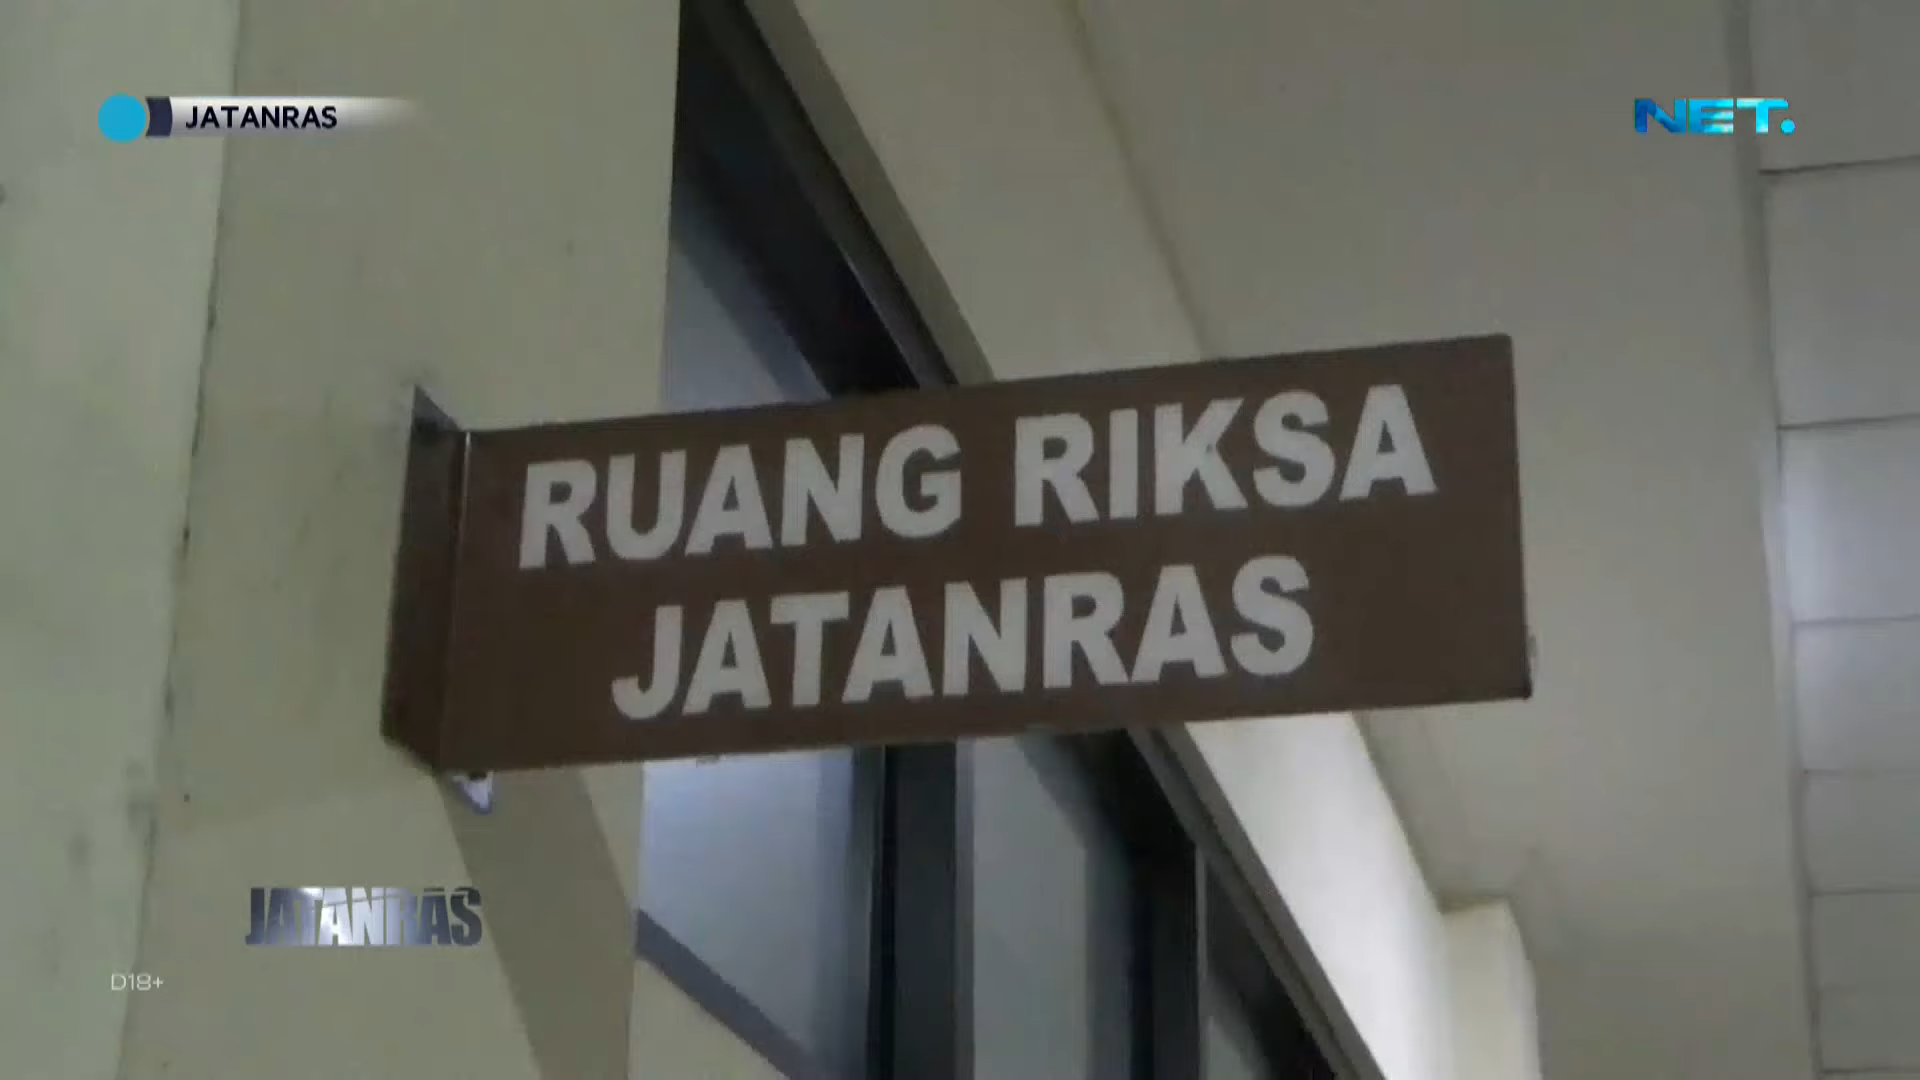 JATANRAS
NET.
RUANG RIKSA
JATANRAS
JATANRAS
D18+